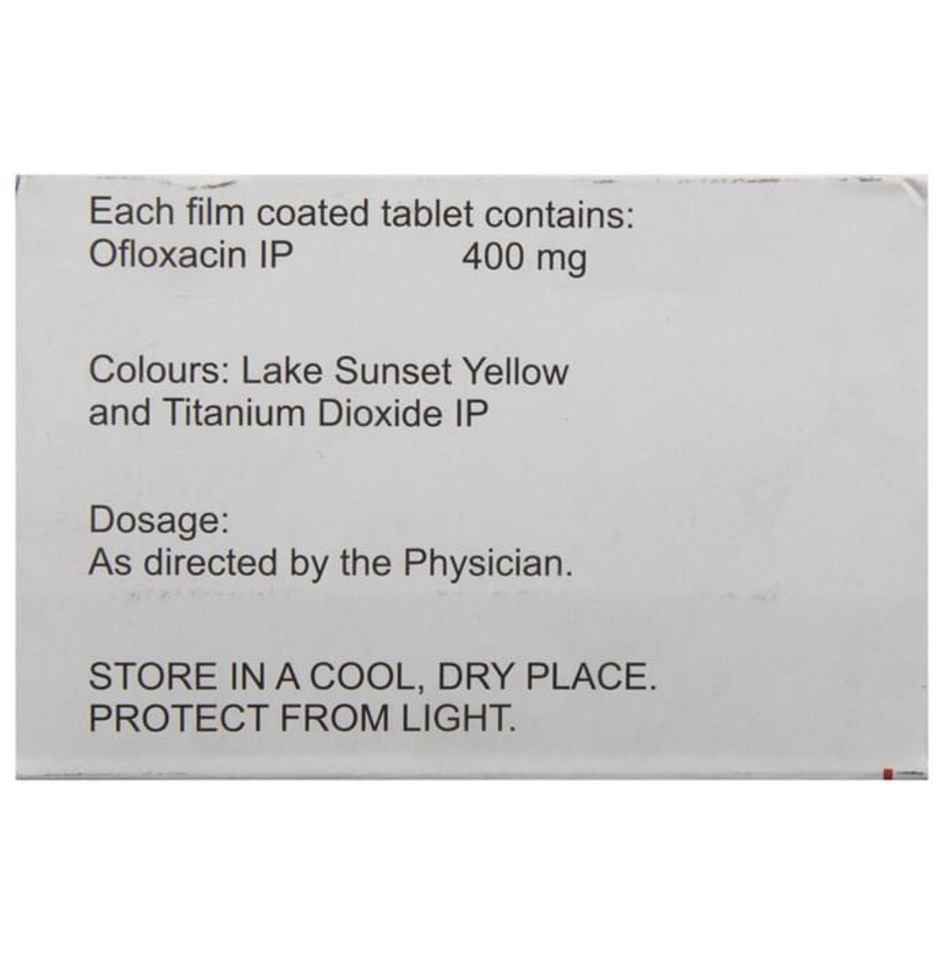 Each film coated tablet contains:
Ofloxacin IP 400 mg
Colours: Lake Sunset Yellow
and Titanium Dioxide IP
Dosage:
As directed by the Physician.
STORE IN A COOL, DRY PLACE.
PROTECT FROM LIGHT.